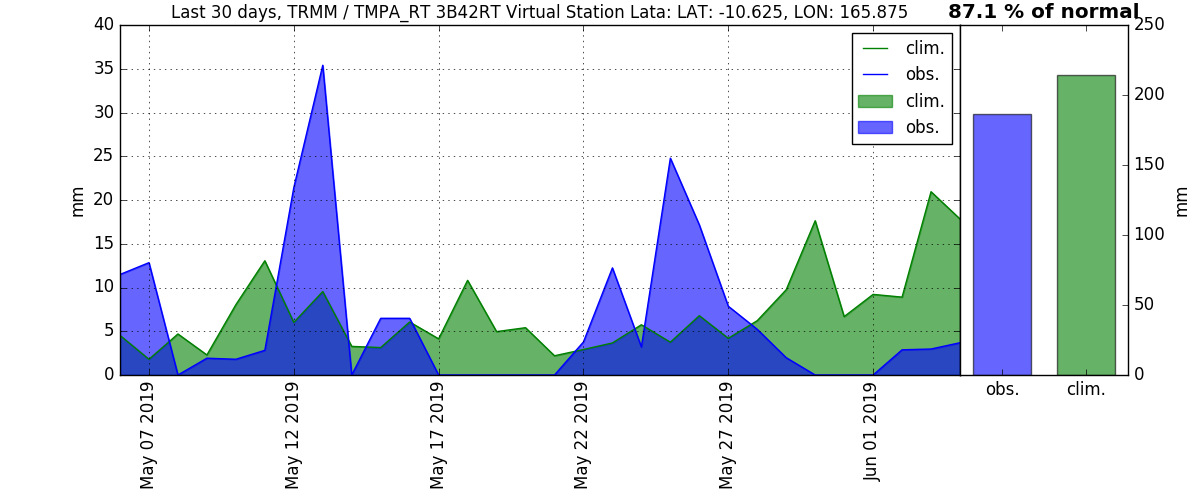 Last 30 days, TRMM / TMPA_RT 3B42RT Virtual Station Lata: LAT: -10.625, LON: 165.875
87.1 % of normal
40
35
30
25
20
15
10
5
0
mm
clim.
obs.
clim.
obs.
May 07 2019
May 12 2019
May 17 2019
May 22 2019
May 27 2019
Jun 01 2019
250
200
150
100
50
0
mm
obs.
clim.